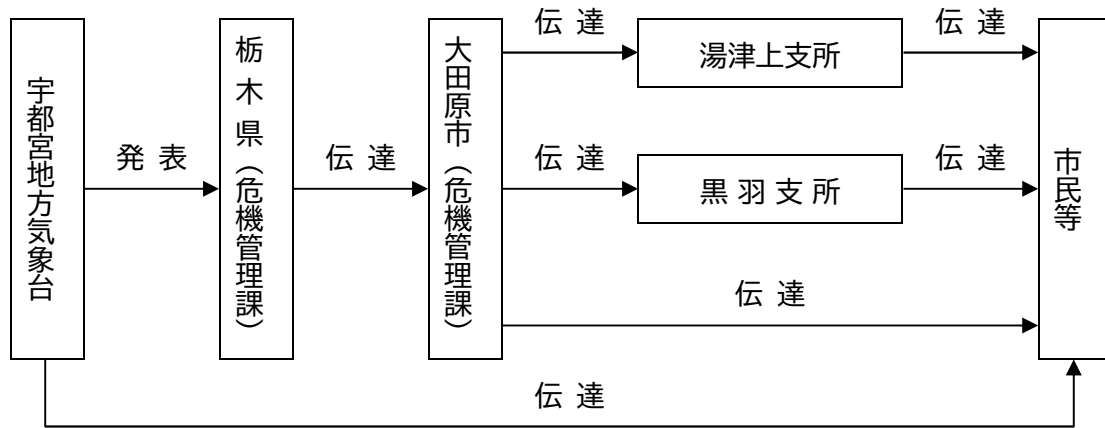 宇都宮地方気象台
発表
栃木県（危機管理課）
伝達
大田原市（危機管理課）
伝達
湯津上支所
伝達
伝達
黒羽支所
伝達
伝達
市民等
伝達